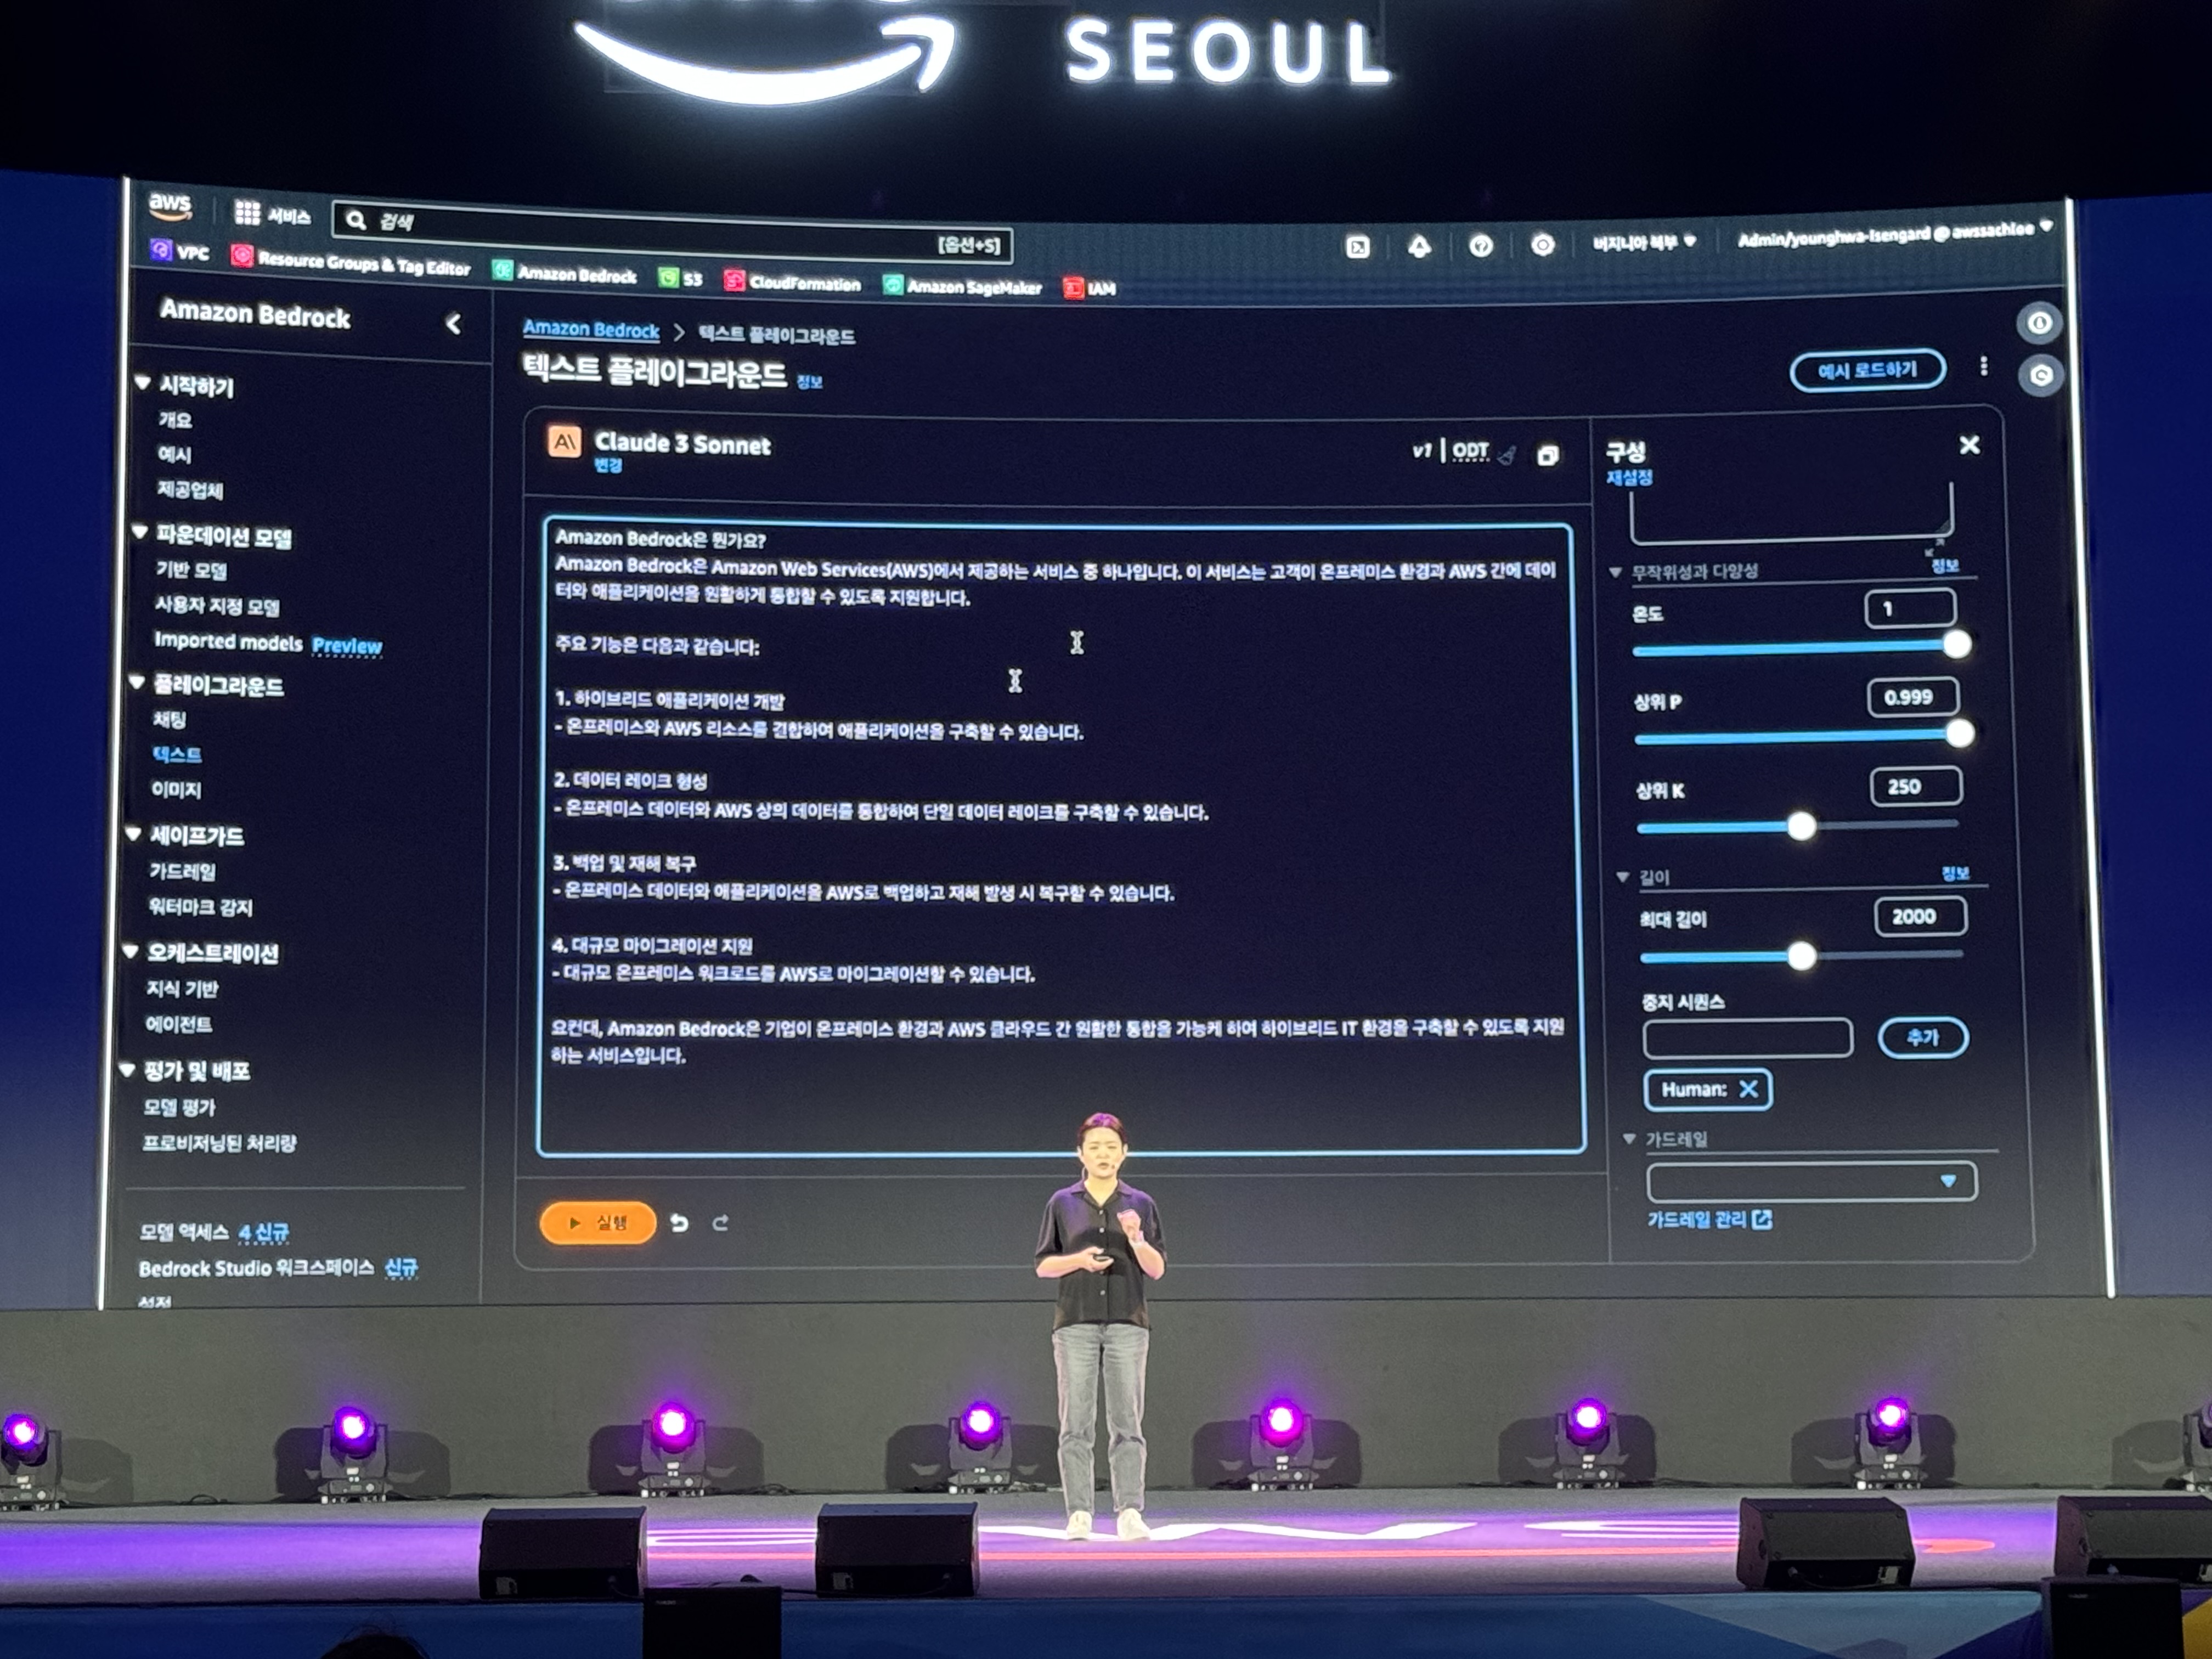 SEOUL
aws
서비스
검색
[옵션+S]
버지니아 북부
Admin/younghwa-Isengard @ awssachloe
VPC
Resource Groups & Tag Editor
Amazon Bedrock
S3
CloudFormation
Amazon SageMaker
IAM
Amazon Bedrock
시작하기
개요
예시
제공업체
파운데이션 모델
기반 모델
사용자 지정 모델
Imported models Preview
플레이그라운드
채팅
텍스트
이미지
세이프가드
가드레일
워터마크 감지
오케스트레이션
지식 기반
에이전트
평가 및 배포
모델 평가
프로비저닝된 처리량
모델 액세스 4 신규
Bedrock Studio 워크스페이스 신규
설정
Amazon Bedrock > 텍스트 플레이그라운드
텍스트 플레이그라운드 정보
예시 로드하기
A\ Claude 3 Sonnet
변경
v1 | ODT
Amazon Bedrock은 뭔가요?
Amazon Bedrock은 Amazon Web Services(AWS)에서 제공하는 서비스 중 하나입니다. 이 서비스는 고객이 온프레미스 환경과 AWS 간에 데이
터와 애플리케이션을 원활하게 통합할 수 있도록 지원합니다.
주요 기능은 다음과 같습니다:
1. 하이브리드 애플리케이션 개발
- 온프레미스와 AWS 리소스를 결합하여 애플리케이션을 구축할 수 있습니다.
2. 데이터 레이크 형성
- 온프레미스 데이터와 AWS 상의 데이터를 통합하여 단일 데이터 레이크를 구축할 수 있습니다.
3. 백업 및 재해 복구
- 온프레미스 데이터와 애플리케이션을 AWS로 백업하고 재해 발생 시 복구할 수 있습니다.
4. 대규모 마이그레이션 지원
- 대규모 온프레미스 워크로드를 AWS로 마이그레이션할 수 있습니다.
요컨대, Amazon Bedrock은 기업이 온프레미스 환경과 AWS 클라우드 간 원활한 통합을 가능케 하여 하이브리드 IT 환경을 구축할 수 있도록 지원
하는 서비스입니다.
실행
구성
재설정
무작위성과 다양성 정보
온도 1
상위 P 0.999
상위 K 250
길이 정보
최대 길이 2000
중지 시퀀스
추가
Human:
가드레일
가드레일 관리